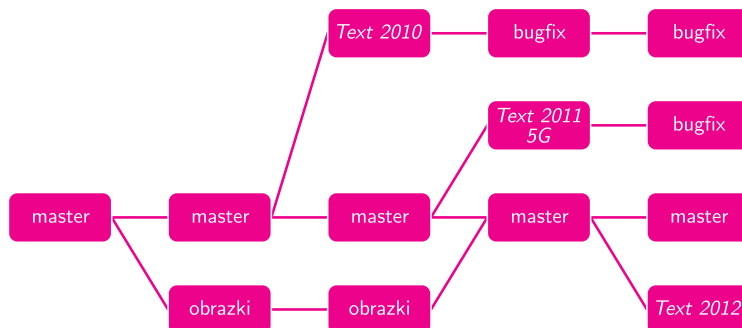 Text 2010
bugfix
bugfix
Text 2011
5G
bugfix
master
master
master
master
master
obrazki
obrazki
Text 2012